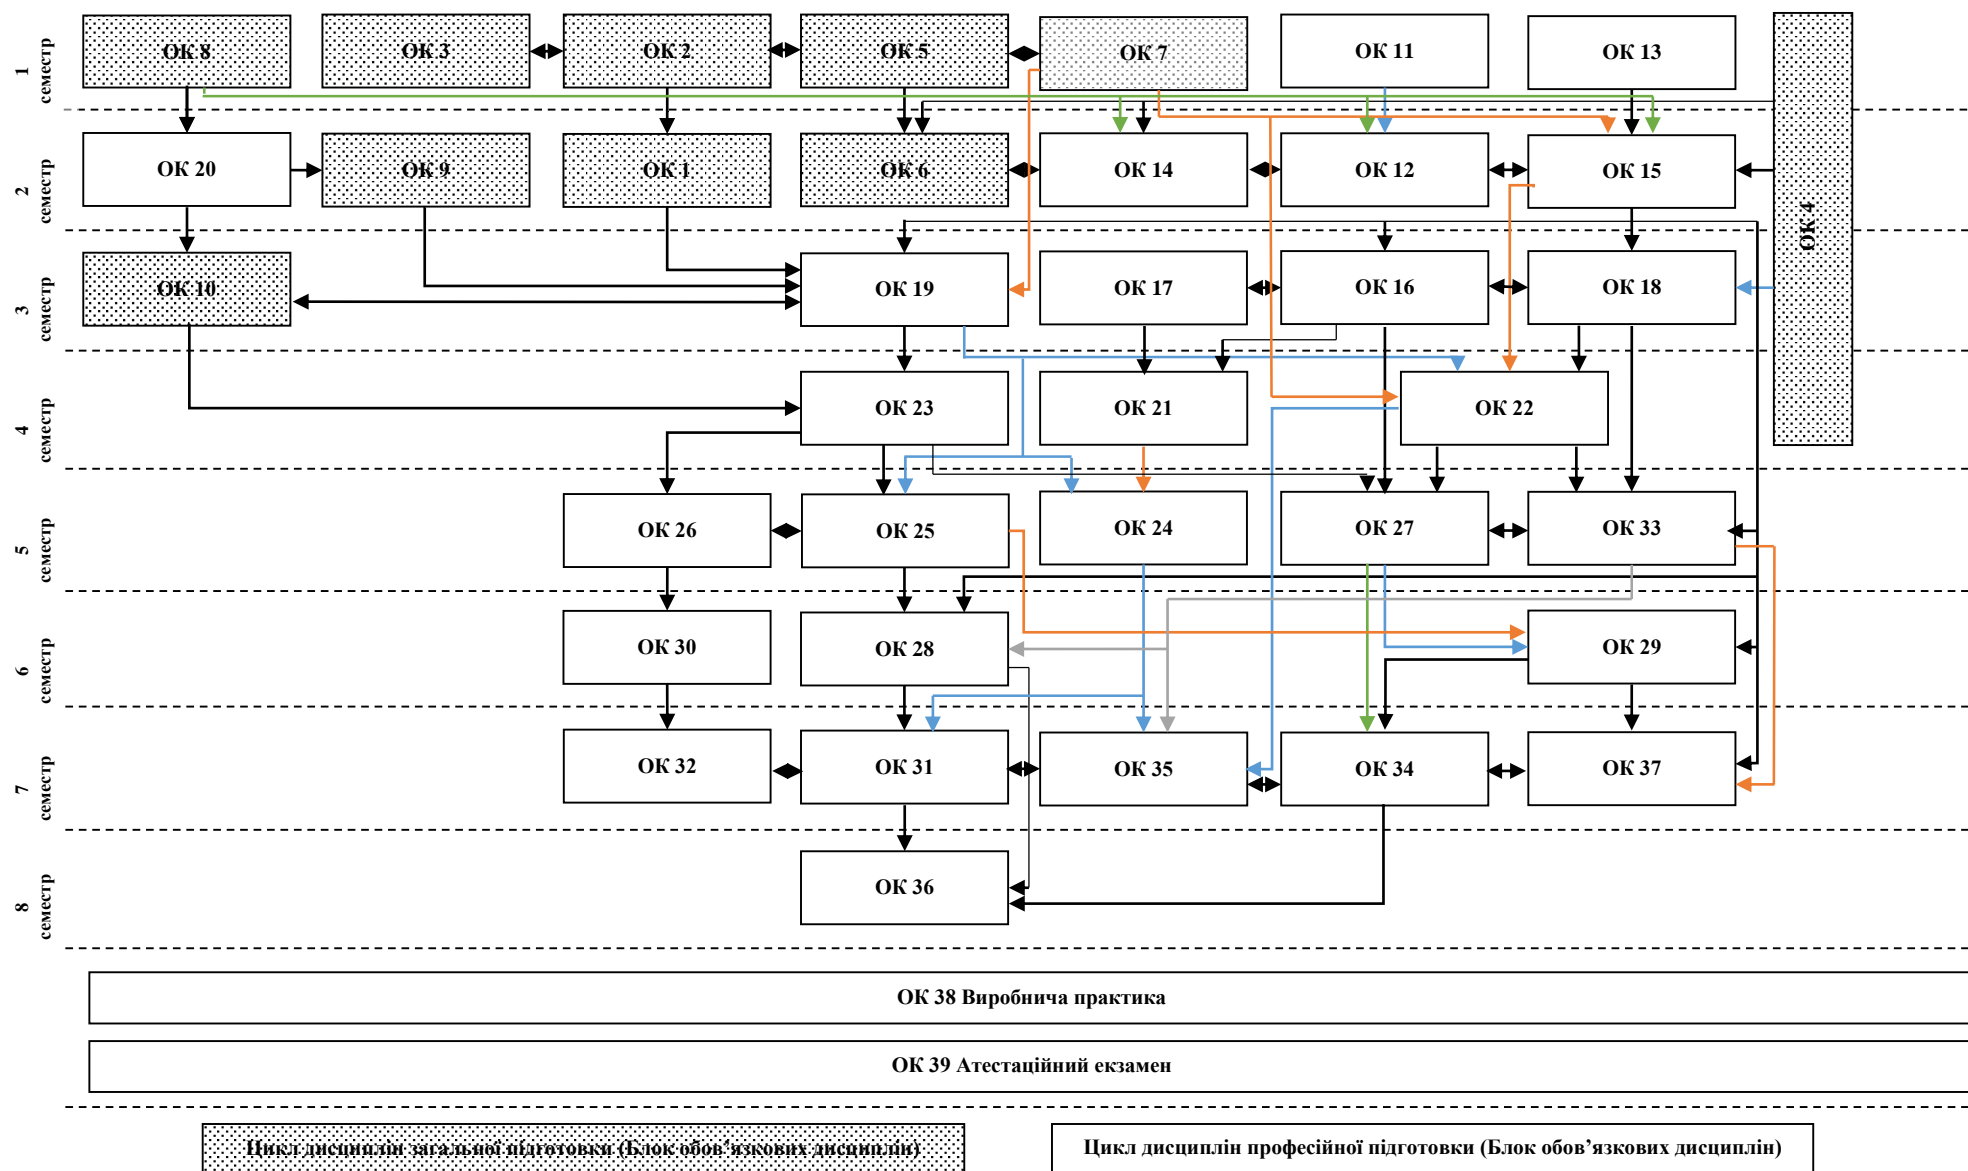 1
семестр
ОК 8
ОК 3
ОК 2
ОК 5
ОК 7
ОК 11
ОК 13
ОК 4
2
семестр
ОК 20
ОК 9
ОК 1
ОК 6
ОК 14
ОК 12
ОК 15
3
семестр
ОК 10
ОК 19
ОК 17
ОК 16
ОК 18
4
семестр
ОК 23
ОК 21
ОК 22
5
семестр
ОК 26
ОК 25
ОК 24
ОК 27
ОК 33
6
семестр
ОК 30
ОК 28
ОК 29
7
семестр
ОК 32
ОК 31
ОК 35
ОК 34
ОК 37
8
семестр
ОК 36
ОК 38 Виробнича практика
ОК 39 Атестаційний екзамен
Цикл дисциплін загальної підготовки (Блок обов’язкових дисциплін)
Цикл дисциплін професійної підготовки (Блок обов’язкових дисциплін)